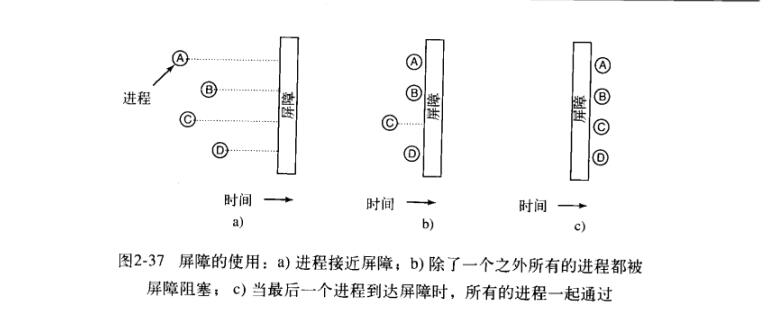 A
B
C
D
进程
屏障
时间
a)
A
B
C
D
屏障
时间
b)
A
B
C
D
屏障
时间
c)
图2-37 屏障的使用：a) 进程接近屏障；b) 除了一个之外所有的进程都被
屏障阻塞； c) 当最后一个进程到达屏障时，所有的进程一起通过